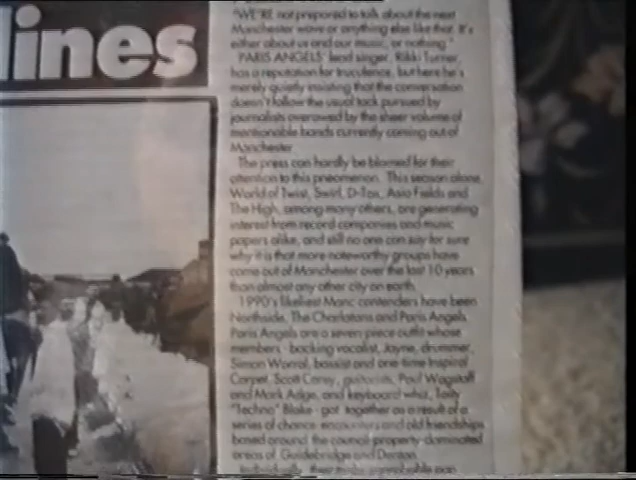 lines
"WE'RE not prepared to talk about the next
Manchester wave or anything else like that. It's
either about us and our music, or nothing."
PARIS ANGELS' lead singer, Rikki Turner,
has a reputation for truculence, but here he's
merely quietly insisting that the conversation
doesn't follow the usual tack pursued by
journalists overawed by the sheer volume of
mentionable bands currently coming out of
Manchester.
The press can hardly be blamed for their
attention to this pneomenon. This season alone,
World of Twist, Swirl, D-Tox, Asia Fields and
The High, among many others, are generating
interest from record companies and music
papers alike, and still no one can say for sure
why it is that more noteworthy groups have
come out of Manchester over the last 10 years
than almost any other city on earth.
1990's likeliest Manc contenders have been
Northside, The Charlatans and Paris Angels.
Paris Angels are a seven piece outfit whose
members - backing vocalist, Jayne, drummer,
Simon Worrall, bassist and one-time Inspiral
Carpet, Scott Carey, guitarists, Paul Wagstaff
and Mark Adge, and keyboard whizz,
"Techno" Blake - got together as a result of a
series of chance encounters and old friendships
based around the council-property-dominated
areas of Guidebridge and Denton.
Individually, their